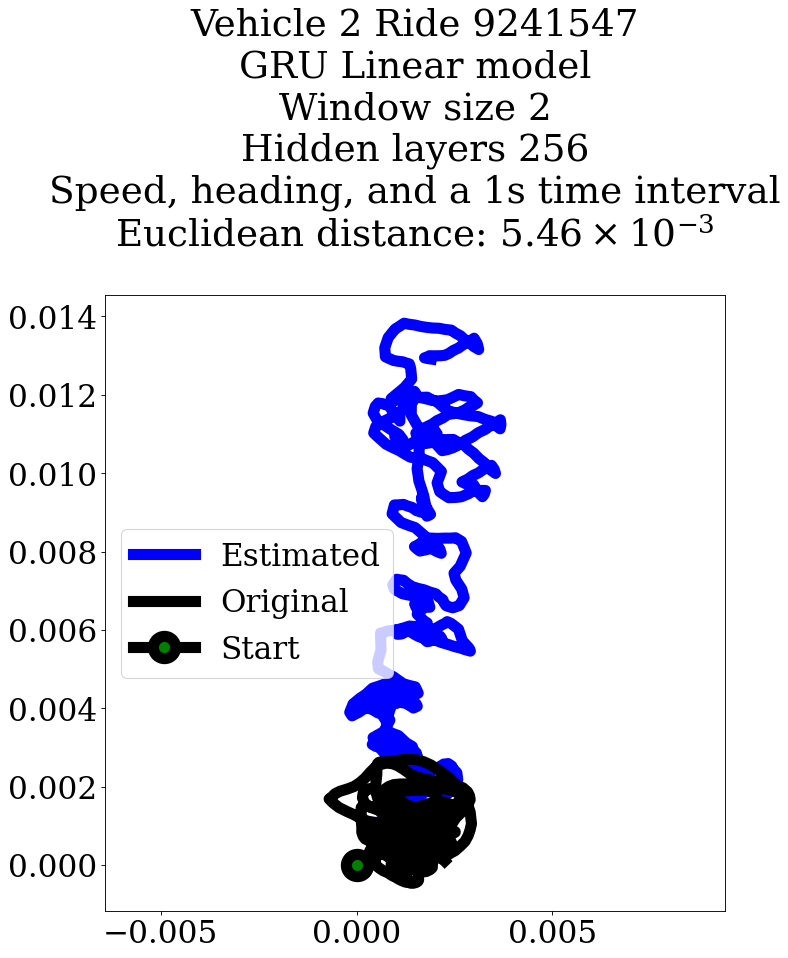 Vehicle 2 Ride 9241547
GRU Linear model
Window size 2
Hidden layers 256
Speed, heading, and a 1s time interval
Euclidean distance: 5.46 × 10⁻³
0.014
0.012
0.010
0.008
0.006
0.004
0.002
0.000
Estimated
Original
Start
−0.005
0.000
0.005